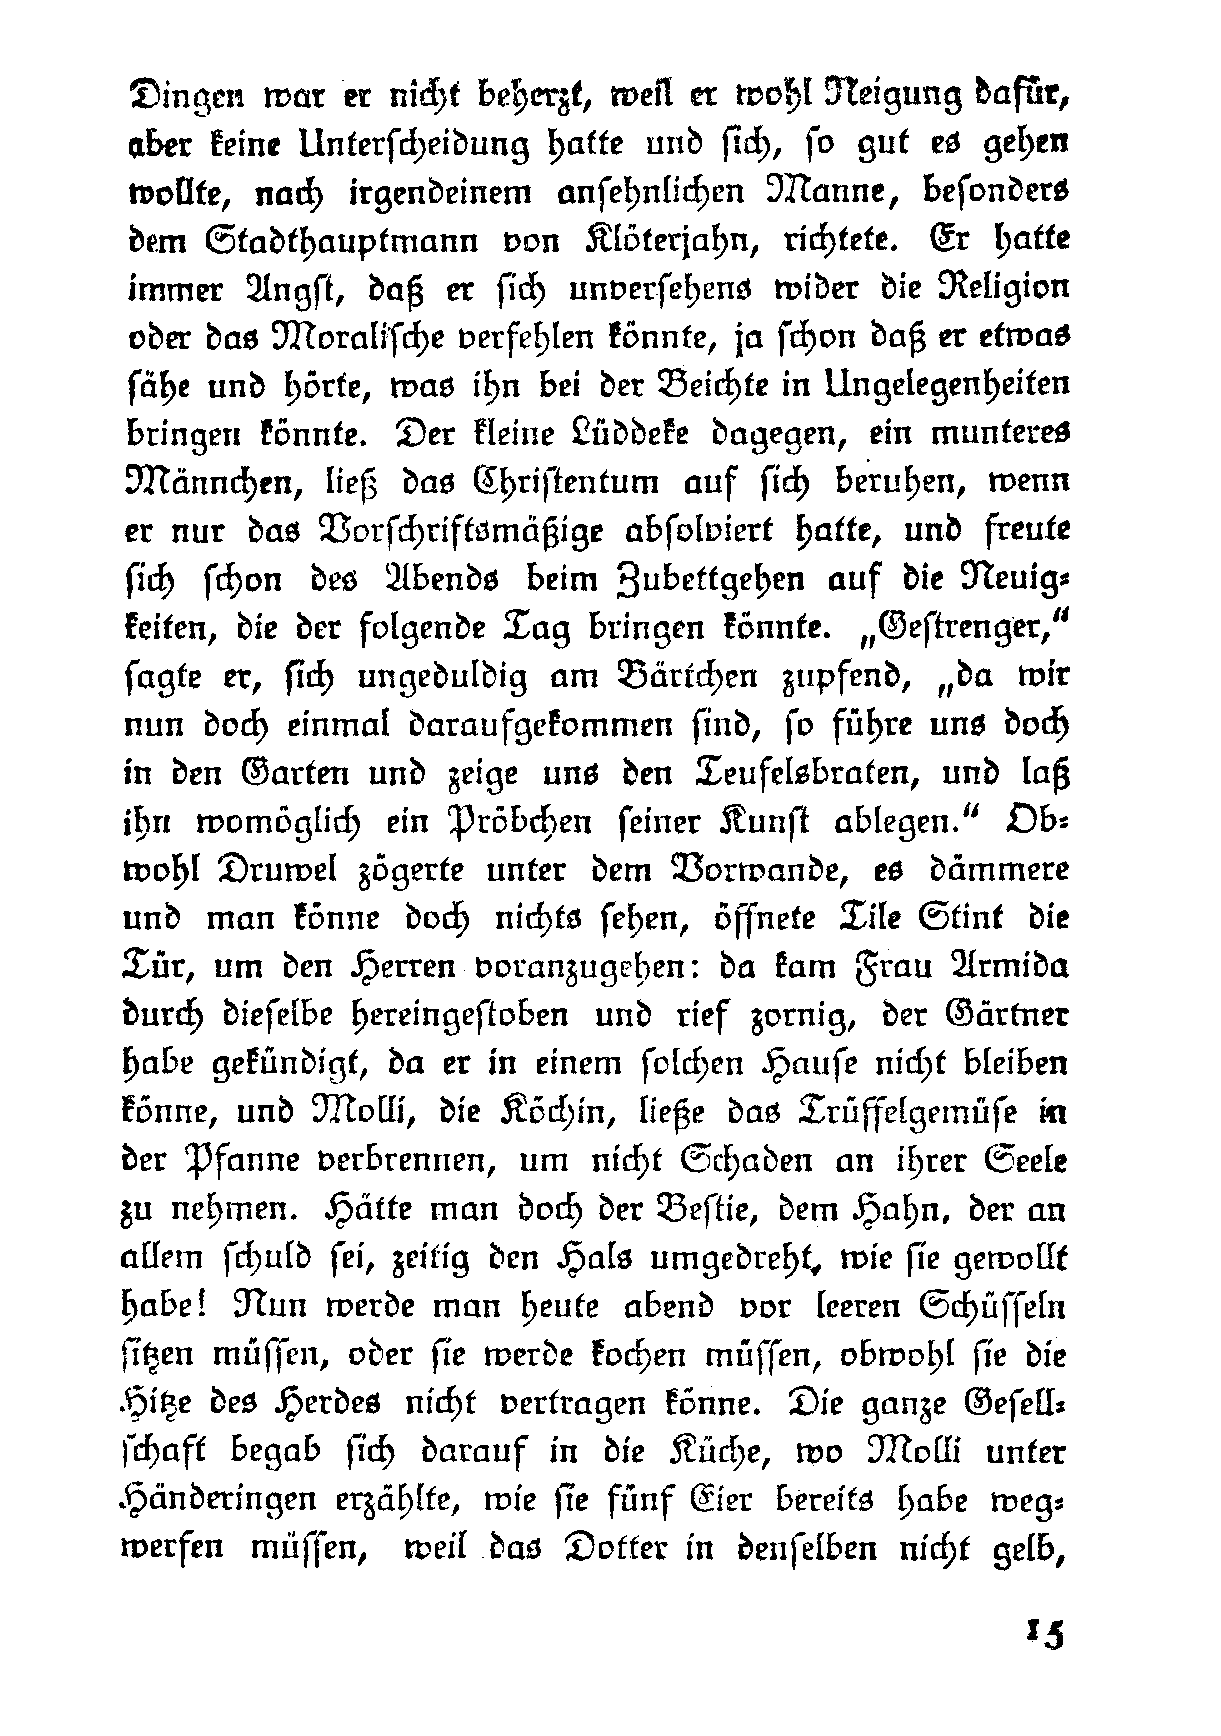 Dingen war er nicht beherzt, weil er wohl Neigung dafür,
aber keine Unterscheidung hatte und sich, so gut es gehen
wollte, nach irgendeinem ansehnlichen Manne, besonders
dem Stadthauptmann von Klöterjahn, richtete. Er hatte
immer Angst, daß er sich unversehens wider die Religion
oder das Moralische verfehlen könnte, ja schon daß er etwas
sähe und hörte, was ihn bei der Beichte in Ungelegenheiten
bringen könnte. Der kleine Lüddeke dagegen, ein munteres
Männchen, ließ das Christentum auf sich beruhen, wenn
er nur das Vorschriftsmäßige absolviert hatte, und freute
sich schon des Abends beim Zubettgehen auf die Neuig-
keiten, die der folgende Tag bringen könnte. „Gestrenger,“
sagte er, sich ungeduldig am Bärtchen zupfend, „da wir
nun doch einmal daraufgekommen sind, so führe uns doch
in den Garten und zeige uns den Teufelsbraten, und laß
ihn womöglich ein Pröbchen seiner Kunst ablegen.“ Ob-
wohl Druwel zögerte unter dem Vorwande, es dämmere
und man könne doch nichts sehen, öffnete Tile Stint die
Tür, um den Herren voranzugehen: da kam Frau Armida
durch dieselbe hereingestoben und rief zornig, der Gärtner
habe gekündigt, da er in einem solchen Hause nicht bleiben
könne, und Molli, die Köchin, ließe das Trüffelgemüse in
der Pfanne verbrennen, um nicht Schaden an ihrer Seele
zu nehmen. Hätte man doch der Bestie, dem Hahn, der an
allem schuld sei, zeitig den Hals umgedreht, wie sie gewollt
habe! Nun werde man heute abend vor leeren Schüsseln
sitzen müssen, oder sie werde kochen müssen, obwohl sie die
Hitze des Herdes nicht vertragen könne. Die ganze Gesell-
schaft begab sich darauf in die Küche, wo Molli unter
Händeringen erzählte, wie sie fünf Eier bereits habe weg-
werfen müssen, weil das Dotter in denselben nicht gelb,
15